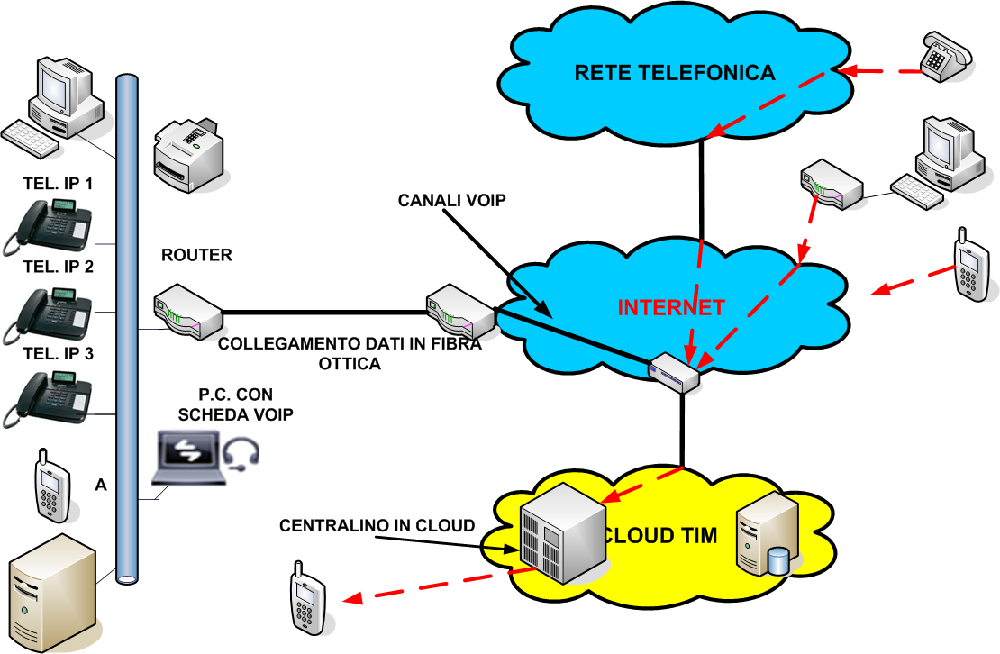 RETE TELEFONICA
TEL. IP 1
CANALI VOIP
ROUTER
TEL. IP 2
INTERNET
COLLEGAMENTO DATI IN FIBRA
OTTICA
TEL. IP 3
P.C. CON
SCHEDA VOIP
A
CENTRALINO IN CLOUD
CLOUD TIM